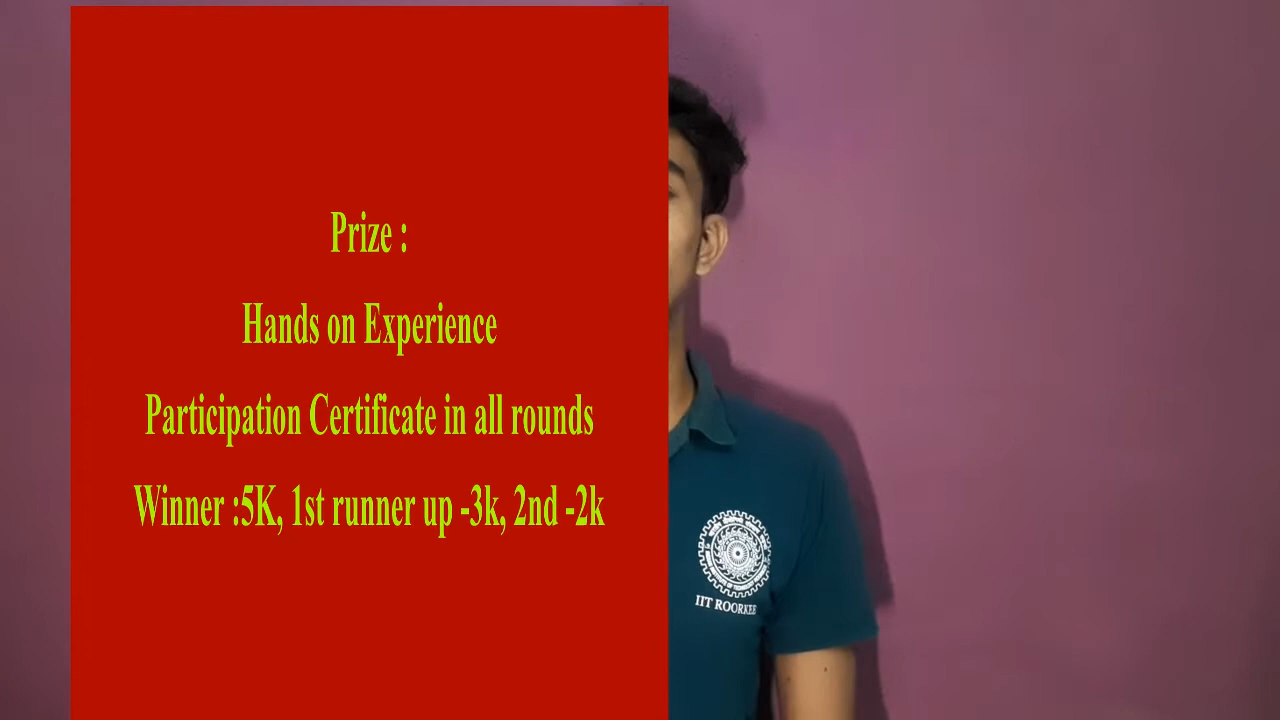 Prize :
Hands on Experience
Participation Certificate in all rounds
Winner :5K, 1st runner up -3k, 2nd -2k
IIT ROORKEE